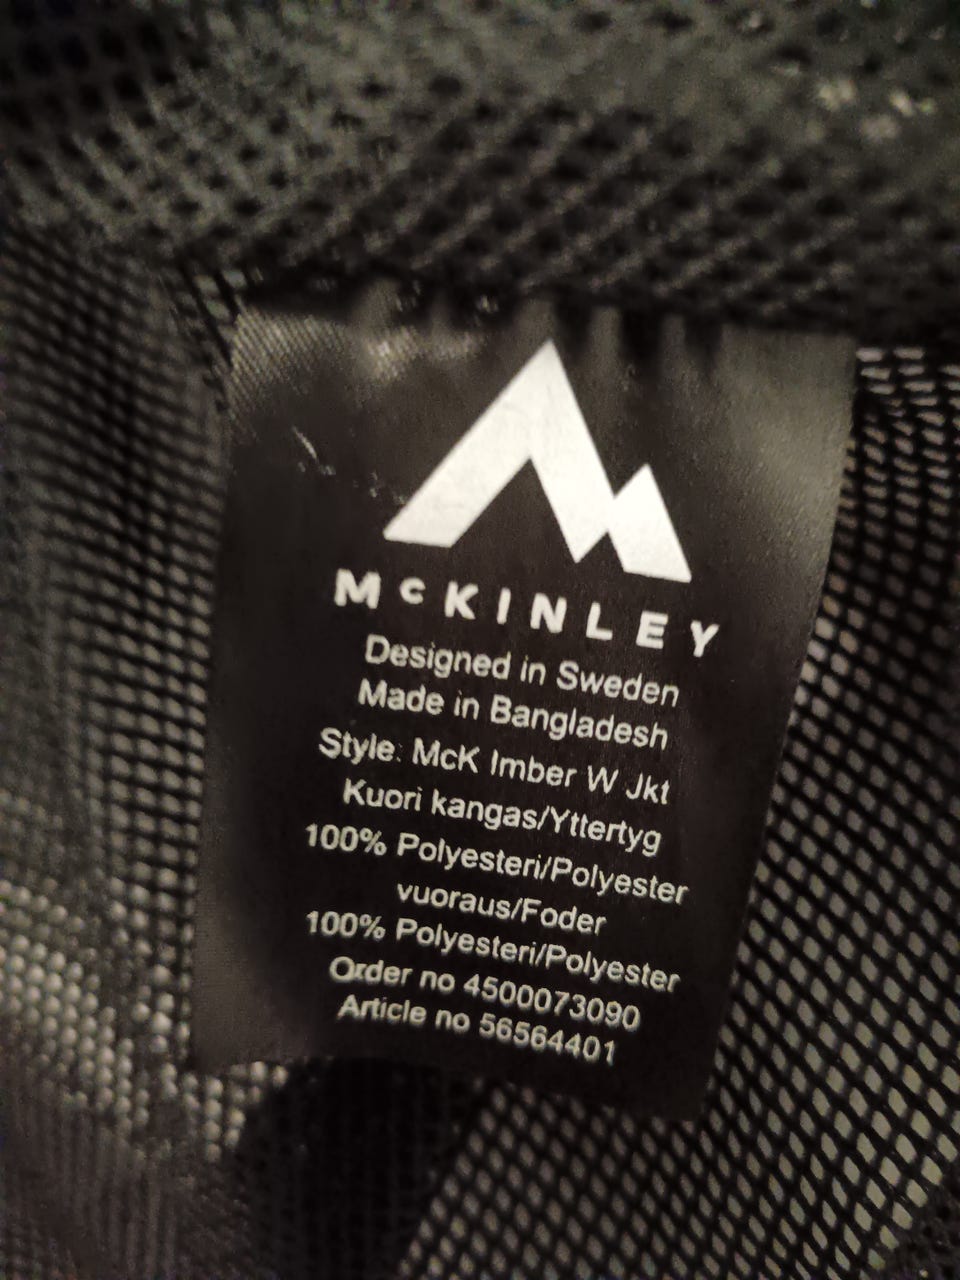 McKINLEY
Designed in Sweden
Made in Bangladesh
Style: McK Imber W Jkt
Kuori kangas/Yttertyg
100% Polyesteri/Polyester
vuoraus/Foder
100% Polyesteri/Polyester
Order no 4500073090
Article no 56564401